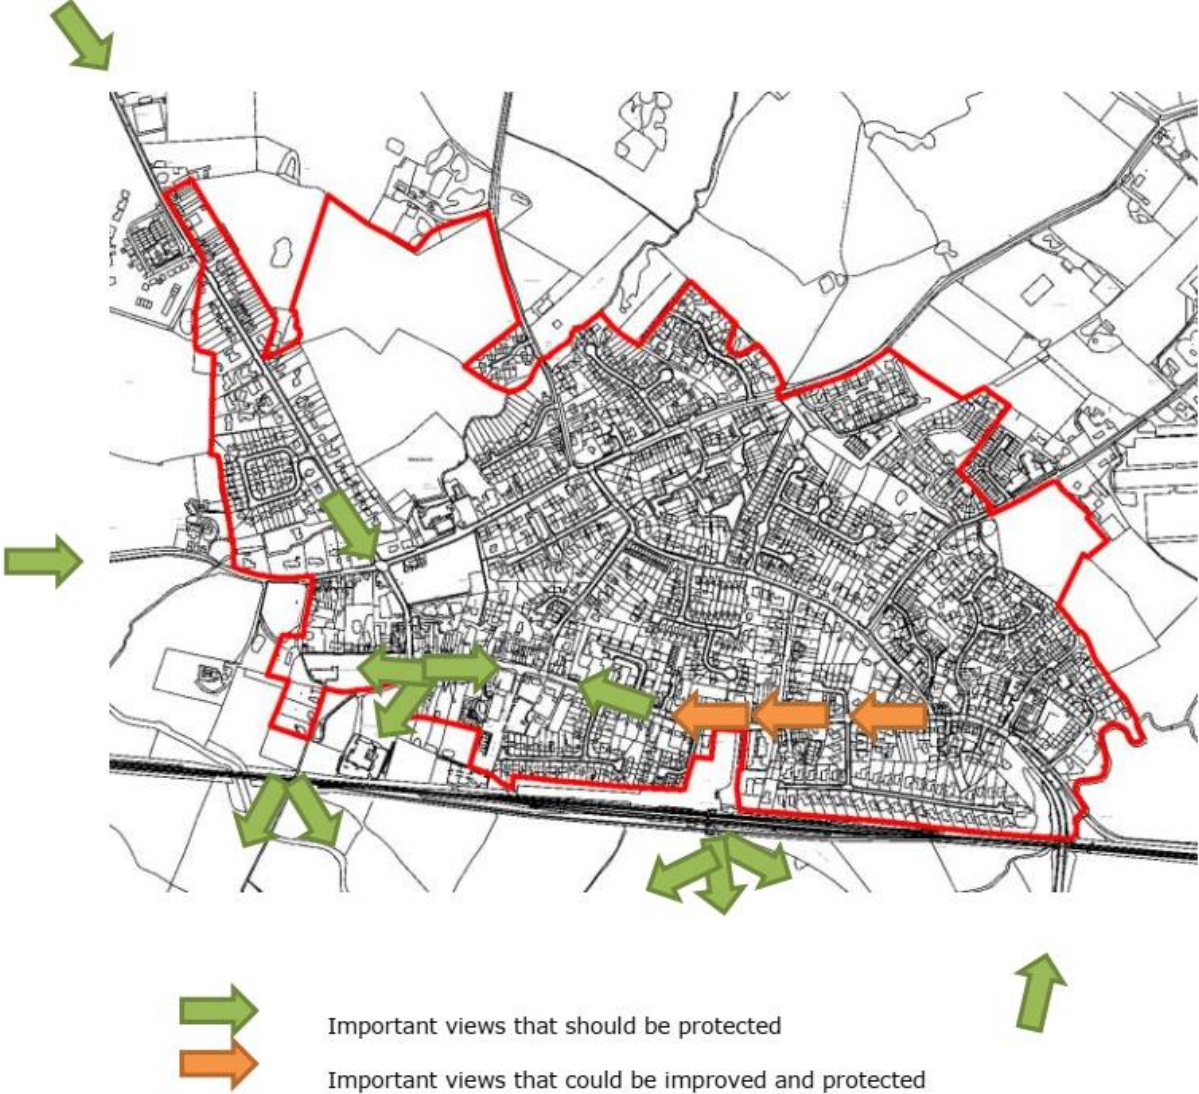 Important views that should be protected
Important views that could be improved and protected